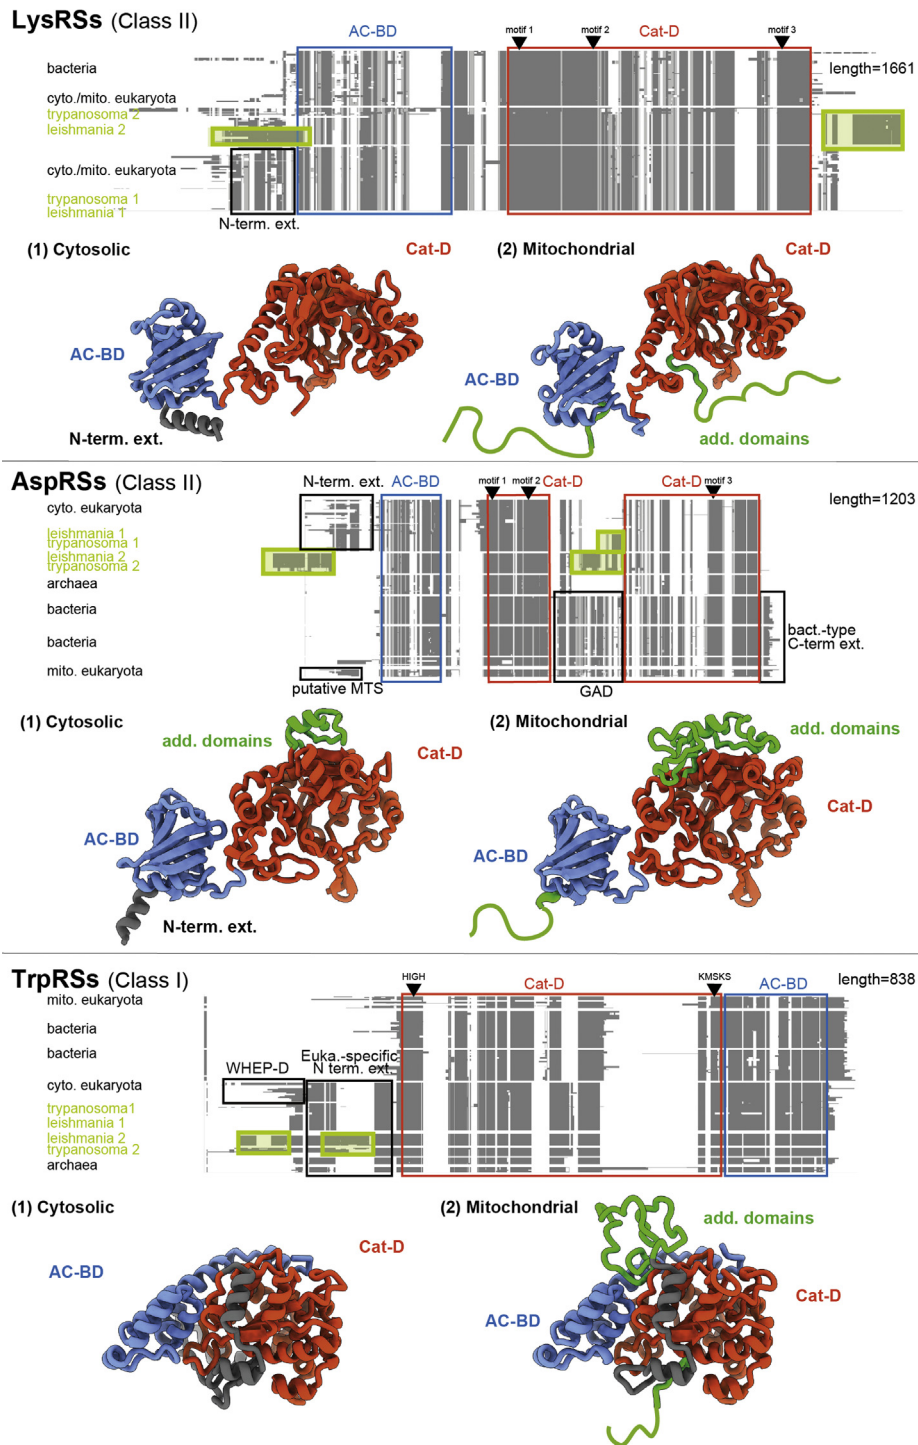 LysRSs (Class II)
AC-BD
motif 1
motif 2
Cat-D
motif 3
bacteria
length=1661
cyto./mito. eukaryota
trypanosoma 2
leishmania 2
cyto./mito. eukaryota
trypanosoma 1
leishmania 1
N-term. ext.
(1) Cytosolic
Cat-D
(2) Mitochondrial
Cat-D
AC-BD
AC-BD
N-term. ext.
add. domains
AspRSs (Class II)
N-term. ext.
AC-BD
motif 1
motif 2
Cat-D
Cat-D
motif 3
length=1203
cyto. eukaryota
leishmania 1
trypanosoma 1
leishmania 2
trypanosoma 2
archaea
bacteria
bacteria
bact.-type
C-term ext.
mito. eukaryota
putative MTS
GAD
(1) Cytosolic
(2) Mitochondrial
add. domains
add. domains
Cat-D
Cat-D
AC-BD
AC-BD
N-term. ext.
TrpRSs (Class I)
HIGH
Cat-D
KMSKS
AC-BD
length=838
mito. eukaryota
bacteria
bacteria
Euka.-specific
N term. ext.
WHEP-D
cyto. eukaryota
trypanosoma1
leishmania 1
leishmania 2
trypanosoma 2
archaea
(1) Cytosolic
(2) Mitochondrial
add. domains
Cat-D
AC-BD
Cat-D
AC-BD